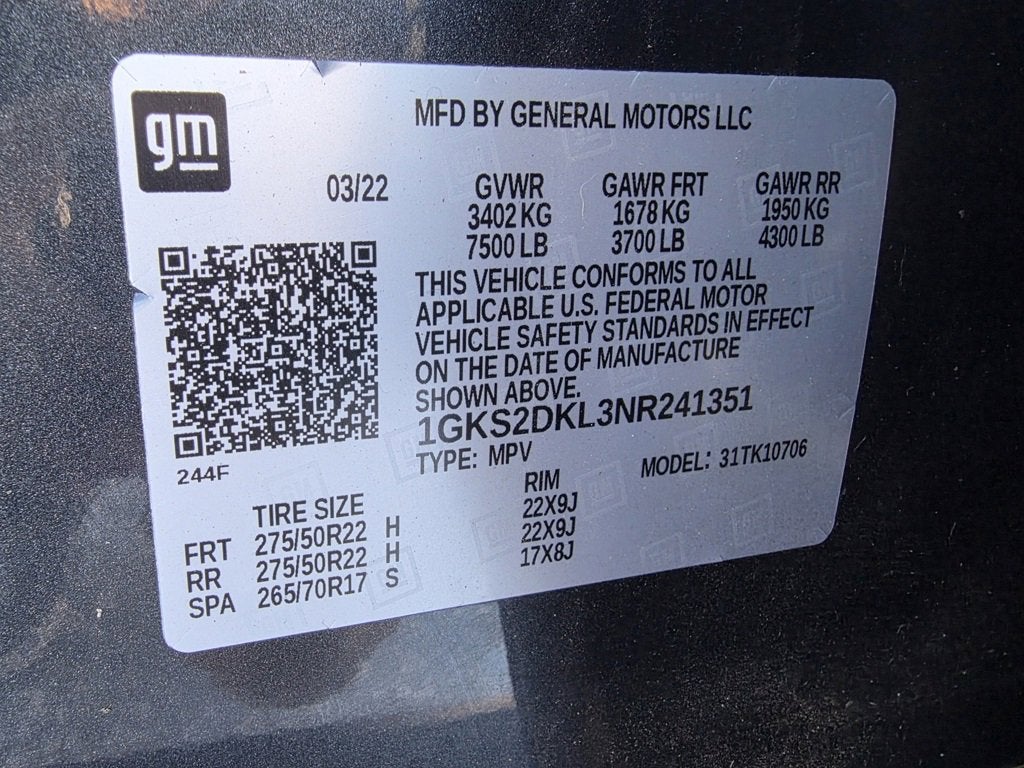 gm
MFD BY GENERAL MOTORS LLC
03/22
GVWR GAWR FRT GAWR RR
3402 KG 1678 KG 1950 KG
7500 LB 3700 LB 4300 LB
THIS VEHICLE CONFORMS TO ALL
APPLICABLE U.S. FEDERAL MOTOR
VEHICLE SAFETY STANDARDS IN EFFECT
ON THE DATE OF MANUFACTURE
SHOWN ABOVE.
1GKS2DKL3NR241351
TYPE: MPV MODEL: 31TK10706
244F
TIRE SIZE RIM
FRT 275/50R22 H 22X9J
RR 275/50R22 H 22X9J
SPA 265/70R17 S 17X8J